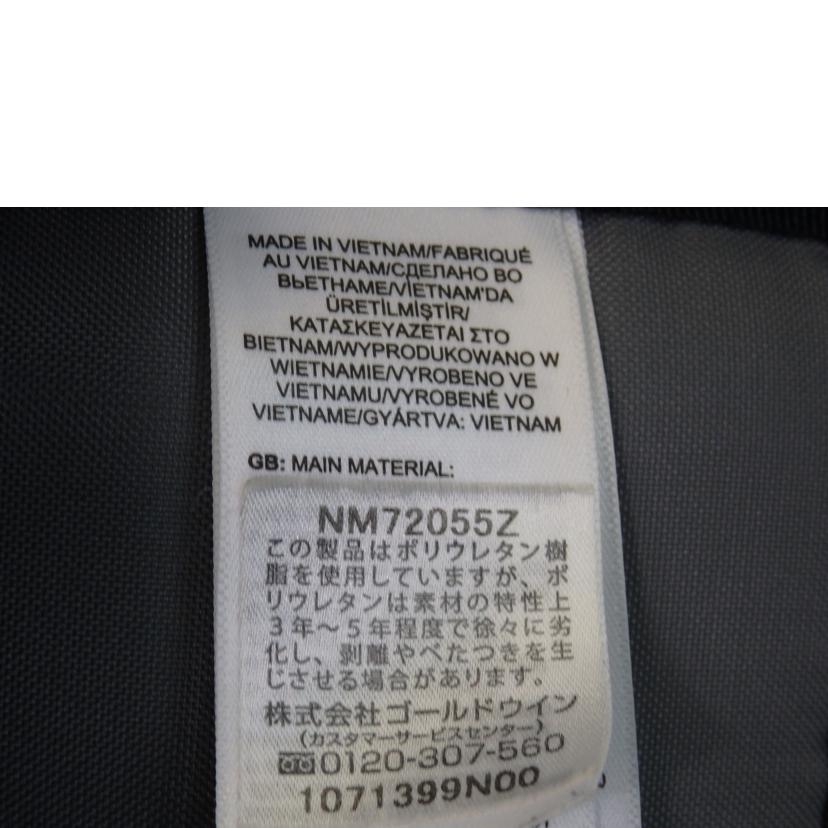 MADE IN VIETNAM/FABRIQUÉ
AU VIETNAM/СДЕЛАНО ВО
ВЬЕТНАМЕ/VİETNAM'DA
ÜRETİLMİŞTİR/
ΚΑΤΑΣΚΕΥΑΖΕΤΑΙ ΣΤΟ
ΒΙΕΤΝΑΜ/WYPRODUKOWANO W
WIETNAMIE/VYROBENO VE
VIETNAMU/VYROBENÉ VO
VIETNAME/GYÁRTVA: VIETNAM
GB: MAIN MATERIAL:
NM72055Z
この製品はポリウレタン樹
脂を使用していますが、ポ
リウレタンは素材の特性上
3年～5年程度で徐々に劣
化し、剥離やべたつきを生
じさせる場合があります。
株式会社ゴールドウイン
(カスタマーサービスセンター)
0120-307-560
1071399N00